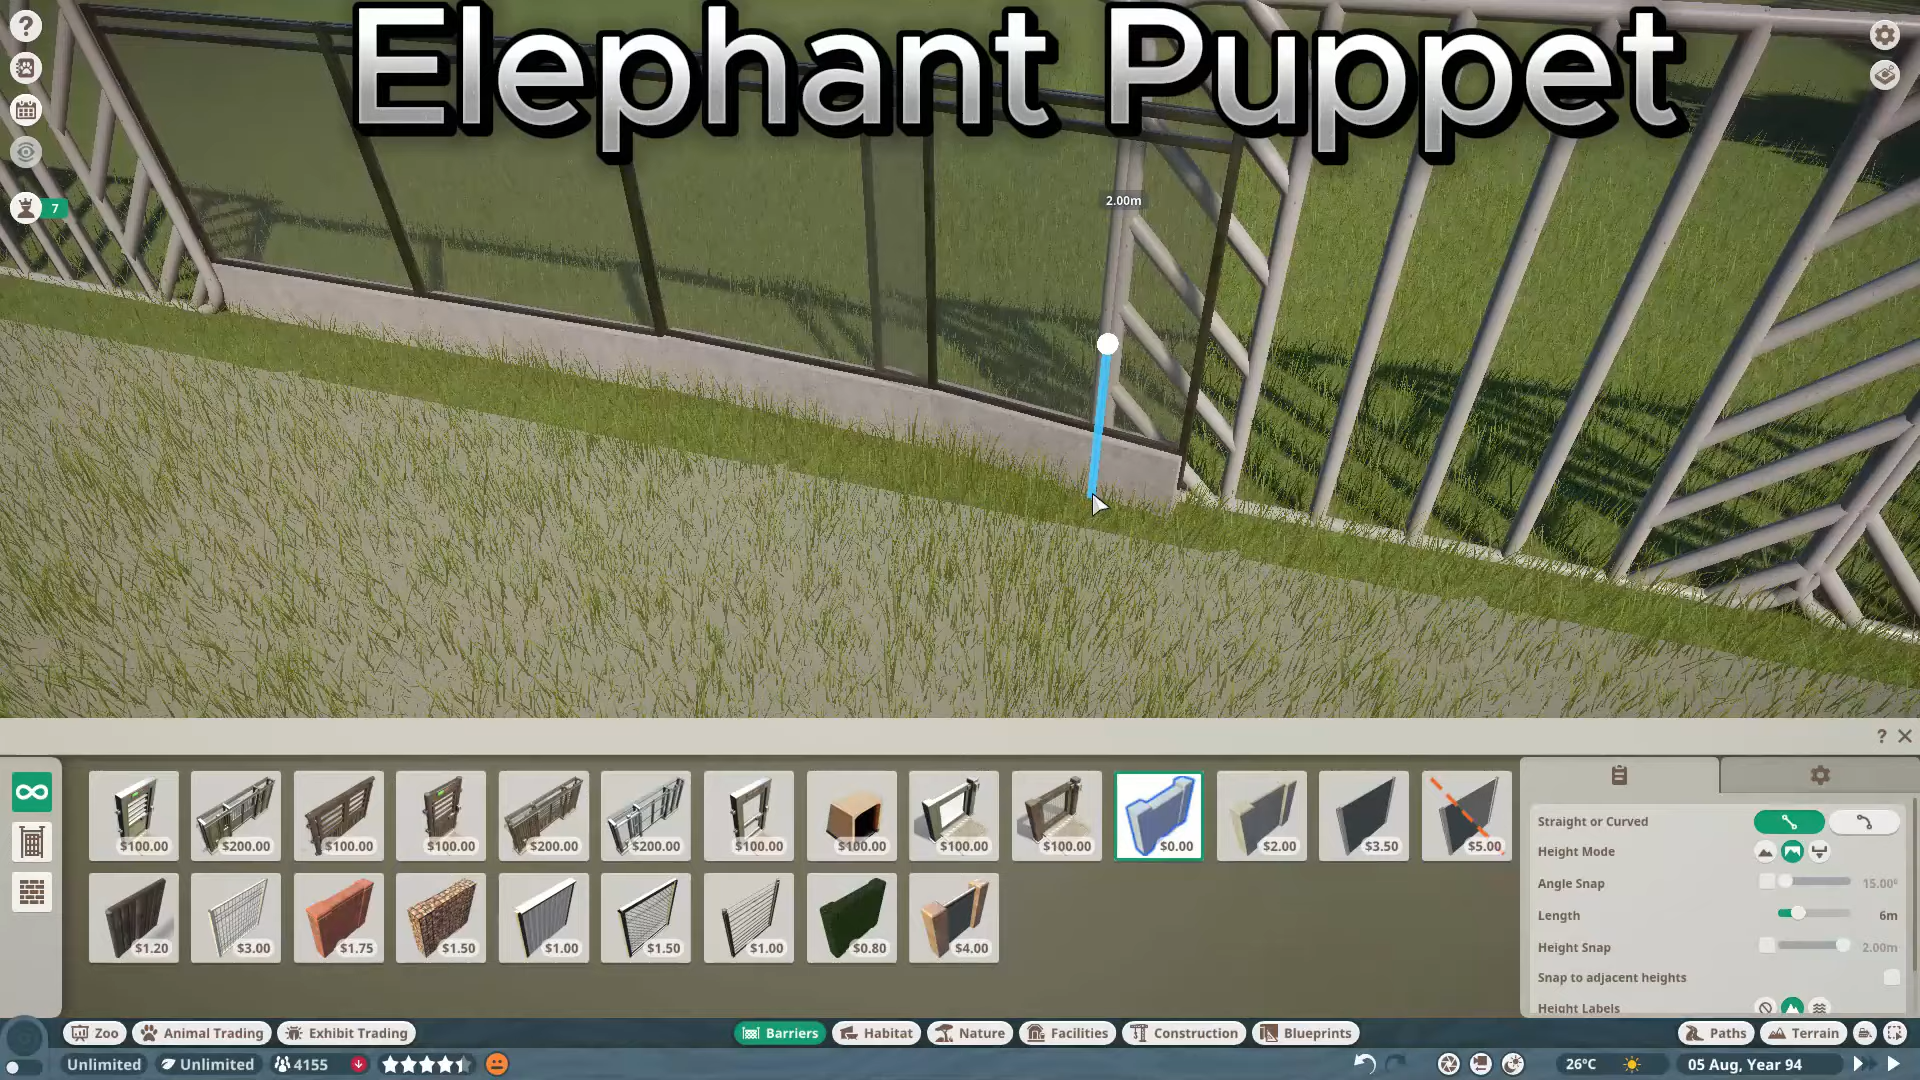 Elephant Puppet
?
7
2.00m
?
$100.00 $200.00 $100.00 $100.00 $200.00 $200.00 $100.00 $100.00 $100.00 $100.00 $0.00 $2.00 $3.50 $5.00
$1.20 $3.00 $1.75 $1.50 $1.00 $1.50 $1.00 $0.80 $4.00
Straight or Curved
Height Mode
Angle Snap 15.00°
Length 6m
Height Snap 2.00m
Snap to adjacent heights
Height Labels
Zoo Animal Trading Exhibit Trading Barriers Habitat Nature Facilities Construction Blueprints Paths Terrain
Unlimited Unlimited 4155 26°C 05 Aug, Year 94